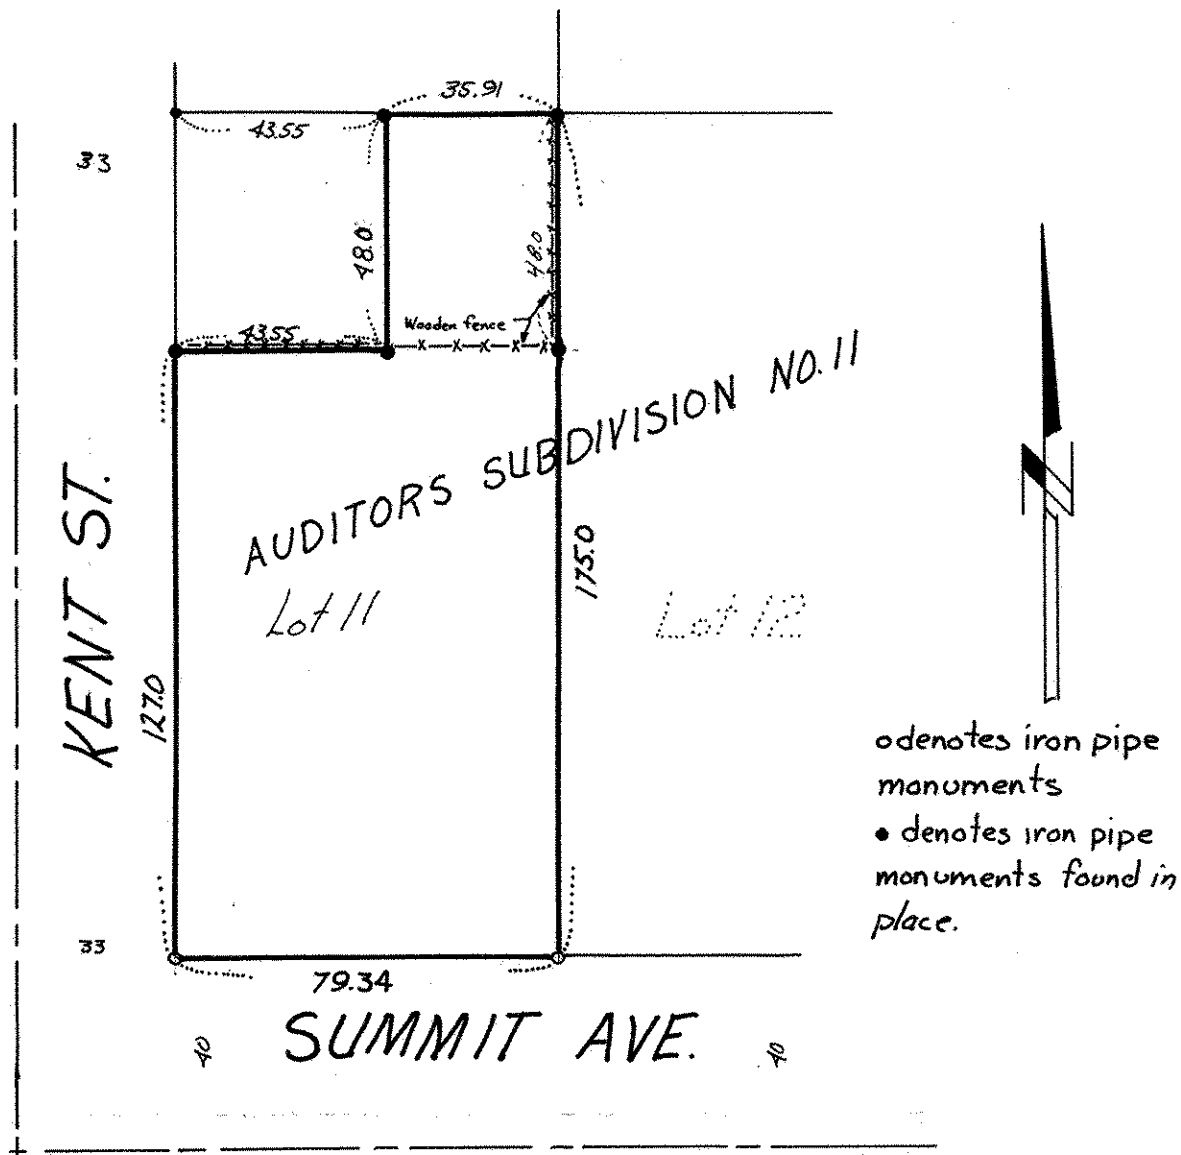 35.91
43.55
33
48.0
48.0
Wooden fence
43.55
AUDITORS SUBDIVISION NO. 11
KENT ST.
175.0
Lot 11
Lot 12
127.0
o denotes iron pipe
monuments
• denotes iron pipe
monuments found in
place.
33
79.34
SUMMIT AVE.
40
40
N